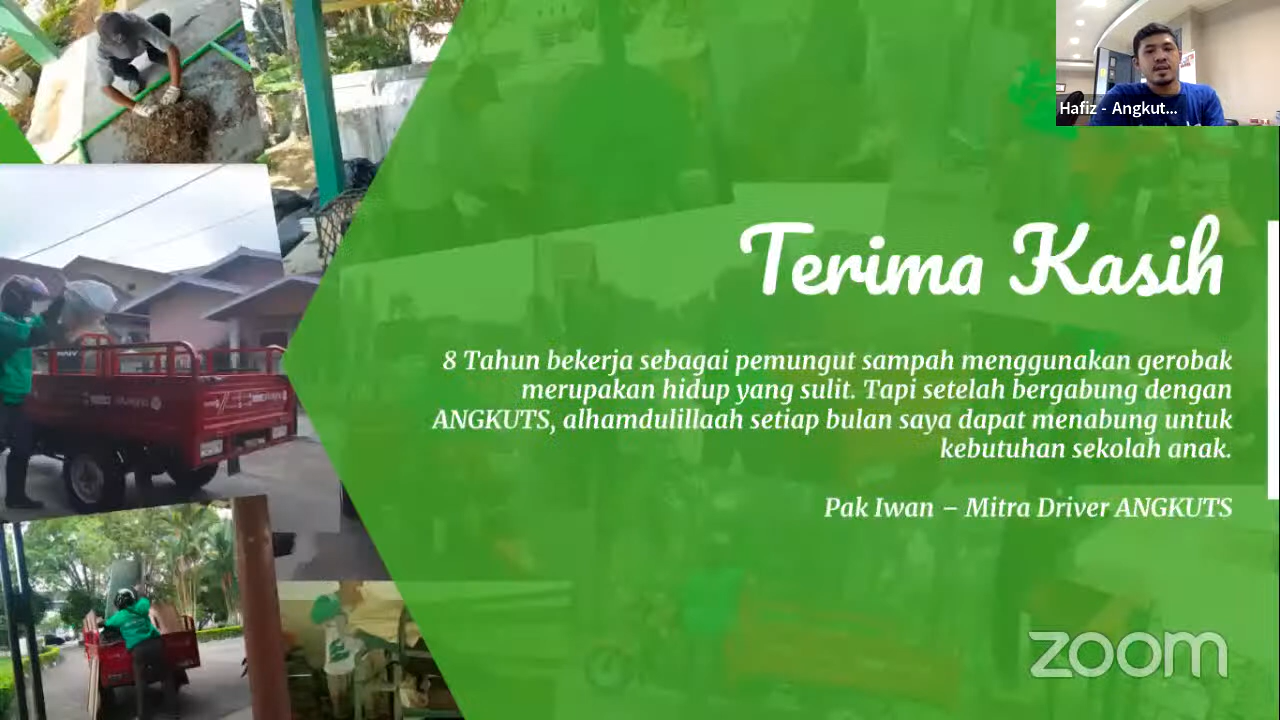 Hafiz - Angkut...
Terima Kasih
8 Tahun bekerja sebagai pemungut sampah menggunakan gerobak
merupakan hidup yang sulit. Tapi setelah bergabung dengan
ANGKUTS, alhamdulillaah setiap bulan saya dapat menabung untuk
kebutuhan sekolah anak.
Pak Iwan – Mitra Driver ANGKUTS
zoom